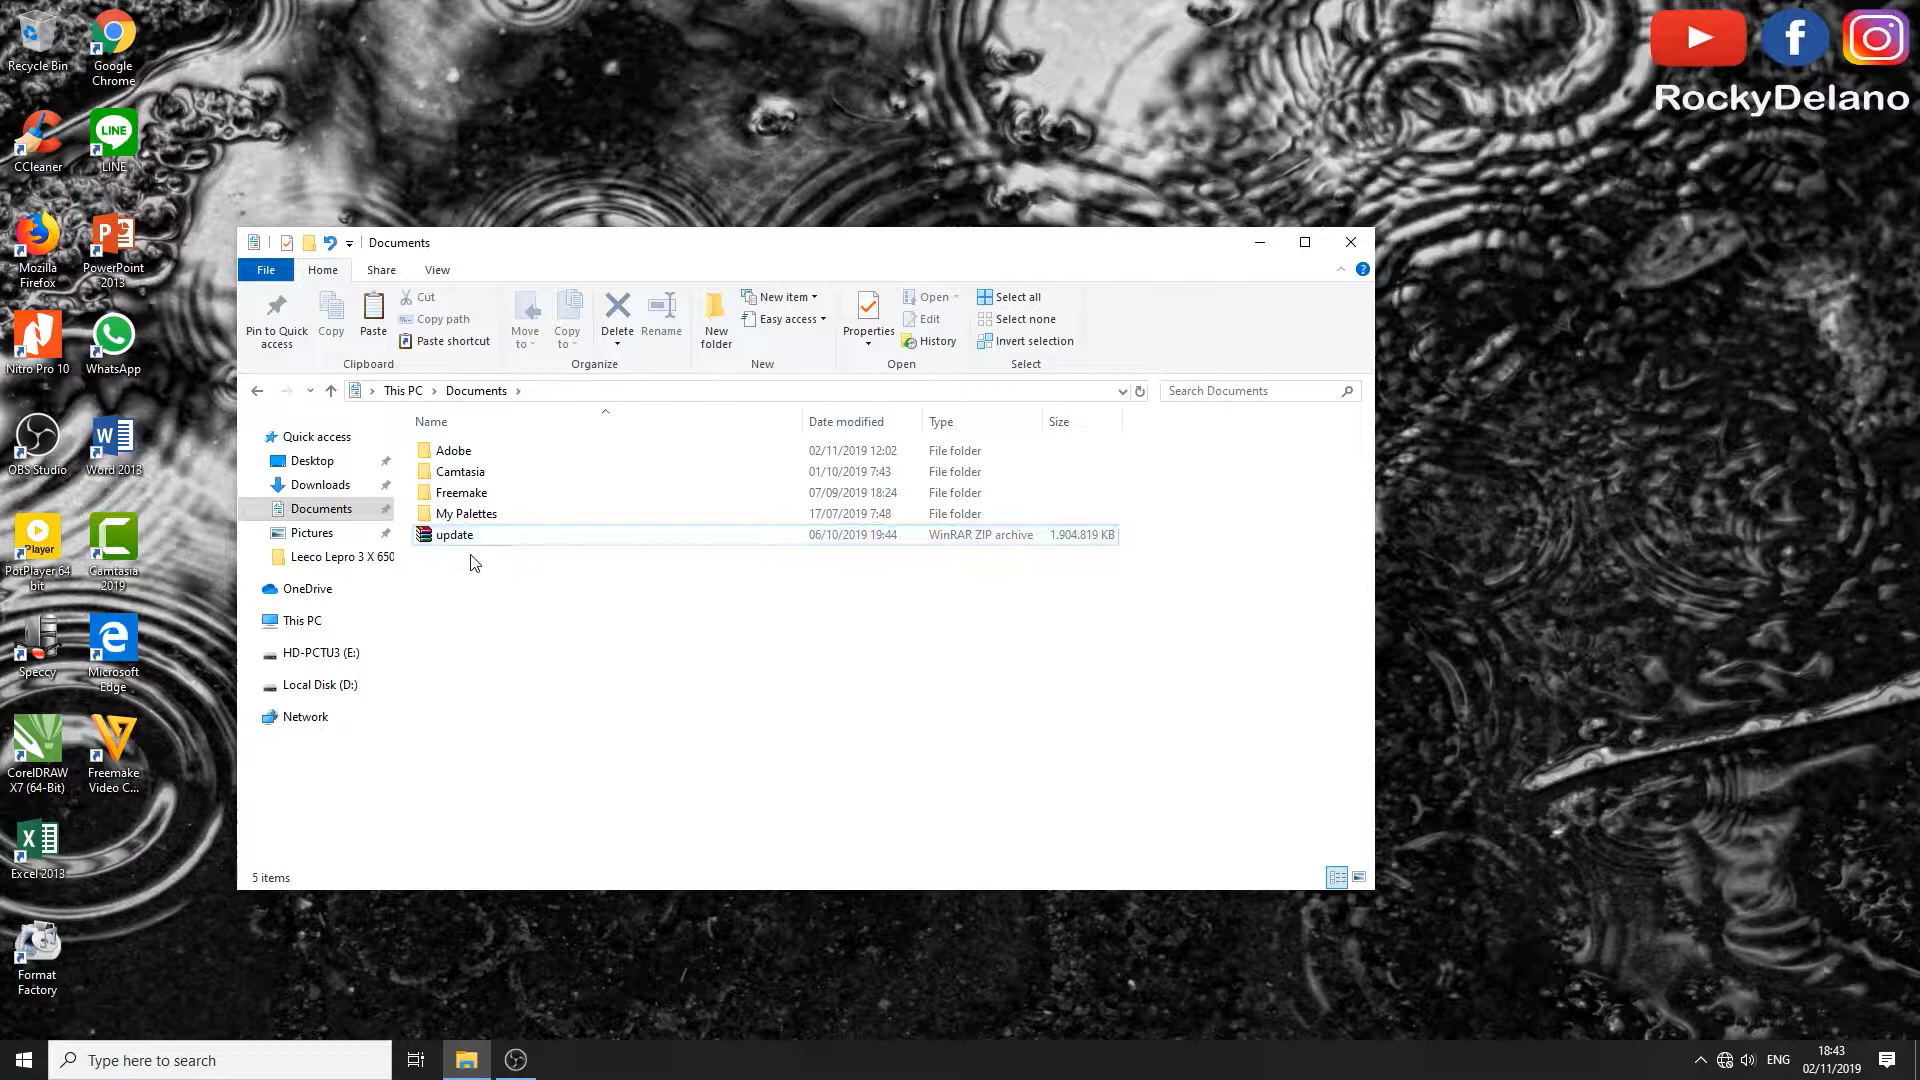 Recycle Bin
Google
Chrome
RockyDelano
CCleaner
LINE
LINE
Mozilla
Firefox
PowerPoint
2013
Nitro Pro 10
WhatsApp
OBS Studio
Word 2013
Player
PotPlayer 64
bit
Camtasia
2019
Speccy
Microsoft
Edge
CorelDRAW
X7 (64-Bit)
Freemake
Video C...
Excel 2013
Format
Factory
Documents
File
Home
Share
View
Pin to Quick
access
Copy
Paste
Cut
Copy path
Paste shortcut
Clipboard
Move
to
Copy
to
Delete
Rename
Organize
New
folder
New item
Easy access
New
Properties
Open
Edit
History
Open
Select all
Select none
Invert selection
Select
This PC
Documents
Search Documents
Quick access
Desktop
Downloads
Documents
Pictures
Leeco Lepro 3 X 650
OneDrive
This PC
HD-PCTU3 (E:)
Local Disk (D:)
Network
Name Date modified Type Size
Adobe 02/11/2019 12:02 File folder
Camtasia 01/10/2019 7:43 File folder
Freemake 07/09/2019 18:24 File folder
My Palettes 17/07/2019 7:48 File folder
update 06/10/2019 19:44 WinRAR ZIP archive 1.904.819 KB
5 items
Type here to search
ENG
18:43
02/11/2019